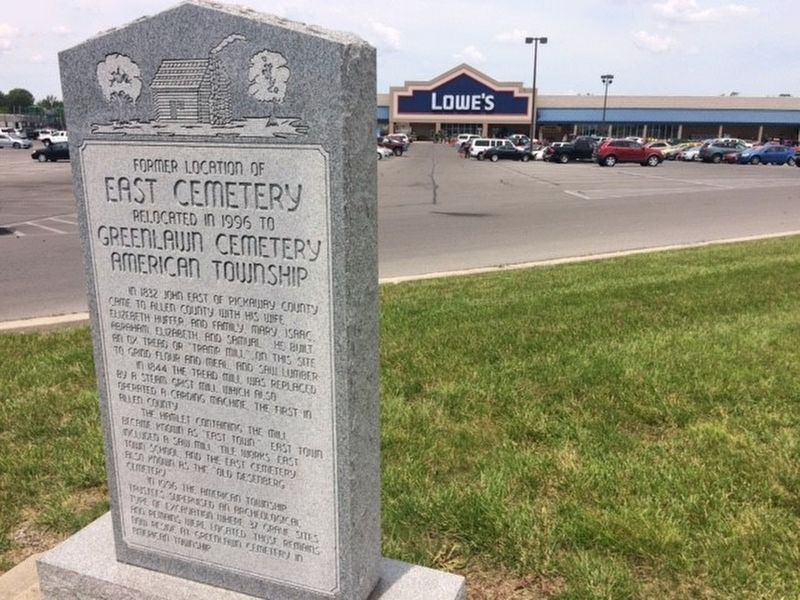 LOWE'S
FORMER LOCATION OF
EAST CEMETERY
RELOCATED IN 1996 TO
GREENLAWN CEMETERY
AMERICAN TOWNSHIP
IN 1832 JOHN EAST OF PICKAWAY COUNTY
CAME TO ALLEN COUNTY WITH HIS WIFE
ELIZEBETH HUFFER AND FAMILY, MARY, ISAAC,
ABRAHAM, ELIZABETH, AND SAMUAL. HE BUILT
AN OX TREAD OR "TRAMP MILL", ON THIS SITE
TO GRIND FLOUR AND MEAL, AND SAW LUMBER.
IN 1844 THE TREAD MILL WAS REPLACED
BY A STEAM GRIST MILL, WHICH ALSO
OPERATED A CARDING MACHINE, THE FIRST IN
ALLEN COUNTY.
THE HAMLET CONTAINING THE MILL
BECAME KNOWN AS "EAST TOWN". EAST TOWN
INCLUDED A SAW MILL, TILE WORKS, EAST
TOWN SCHOOL, AND THE EAST CEMETERY,
ALSO KNOWN AS THE "OLD DESENBERG
CEMETERY".
IN 1996 THE AMERICAN TOWNSHIP
TRUSTEES SUPERVISED AN ARCHEOLOGICAL
TYPE OF EXCAVATION WHERE 37 GRAVE SITES
AND REMAINS WERE LOCATED. THOSE REMAINS
NOW RESIDE AT GREENLAWN CEMETERY IN
AMERICAN TOWNSHIP.